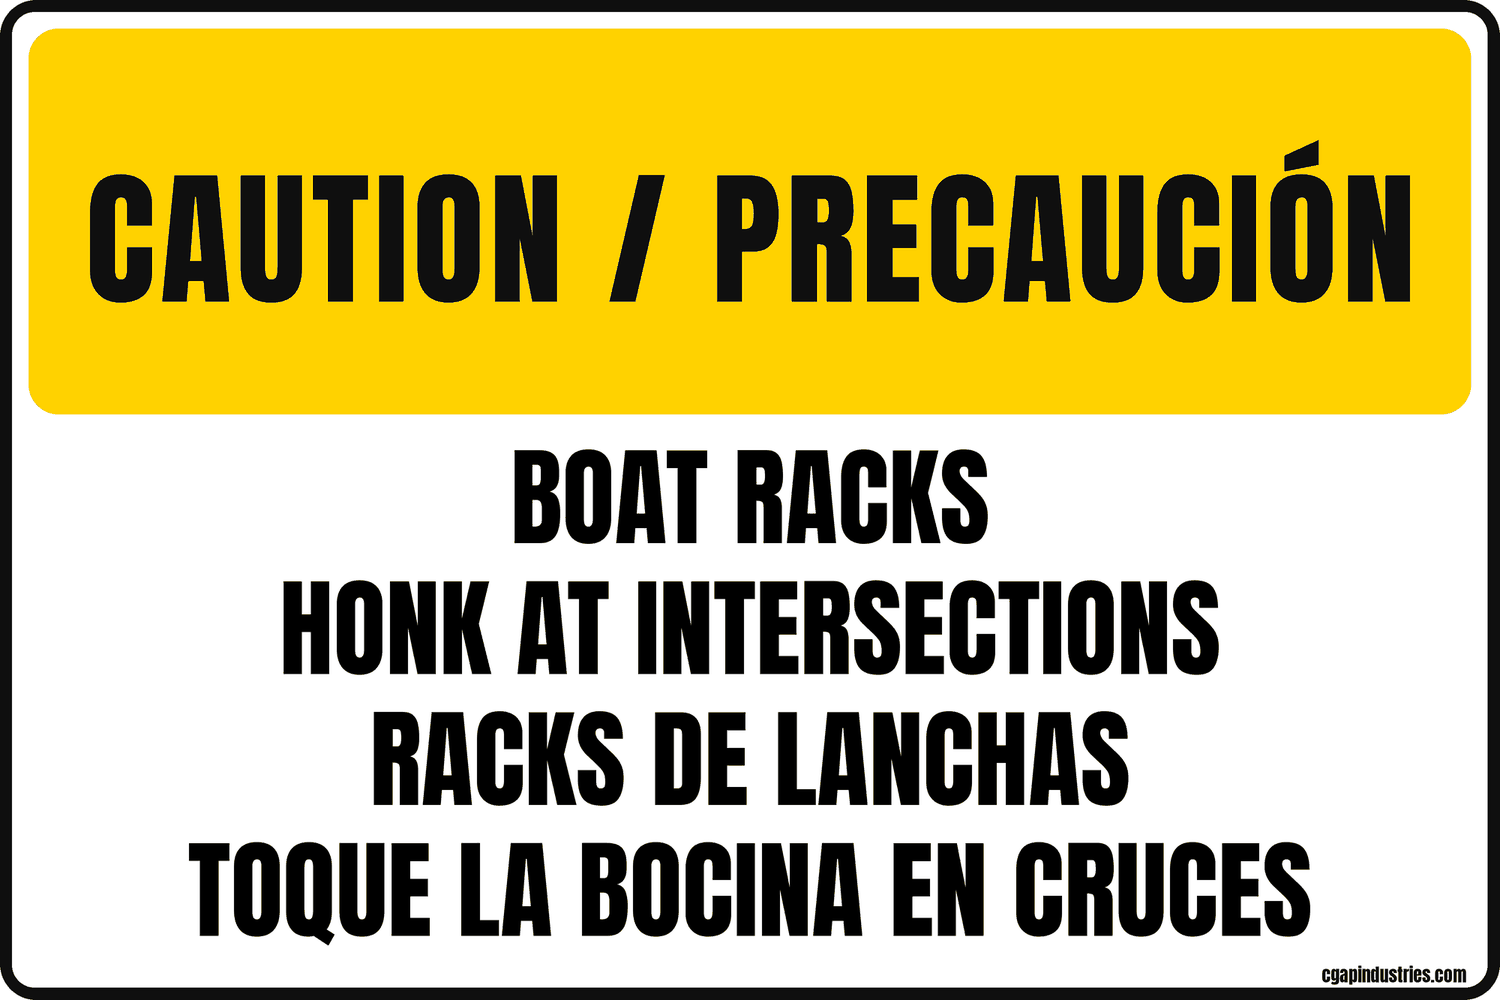 CAUTION / PRECAUCIÓN
BOAT RACKS
HONK AT INTERSECTIONS
RACKS DE LANCHAS
TOQUE LA BOCINA EN CRUCES
cgapindustries.com